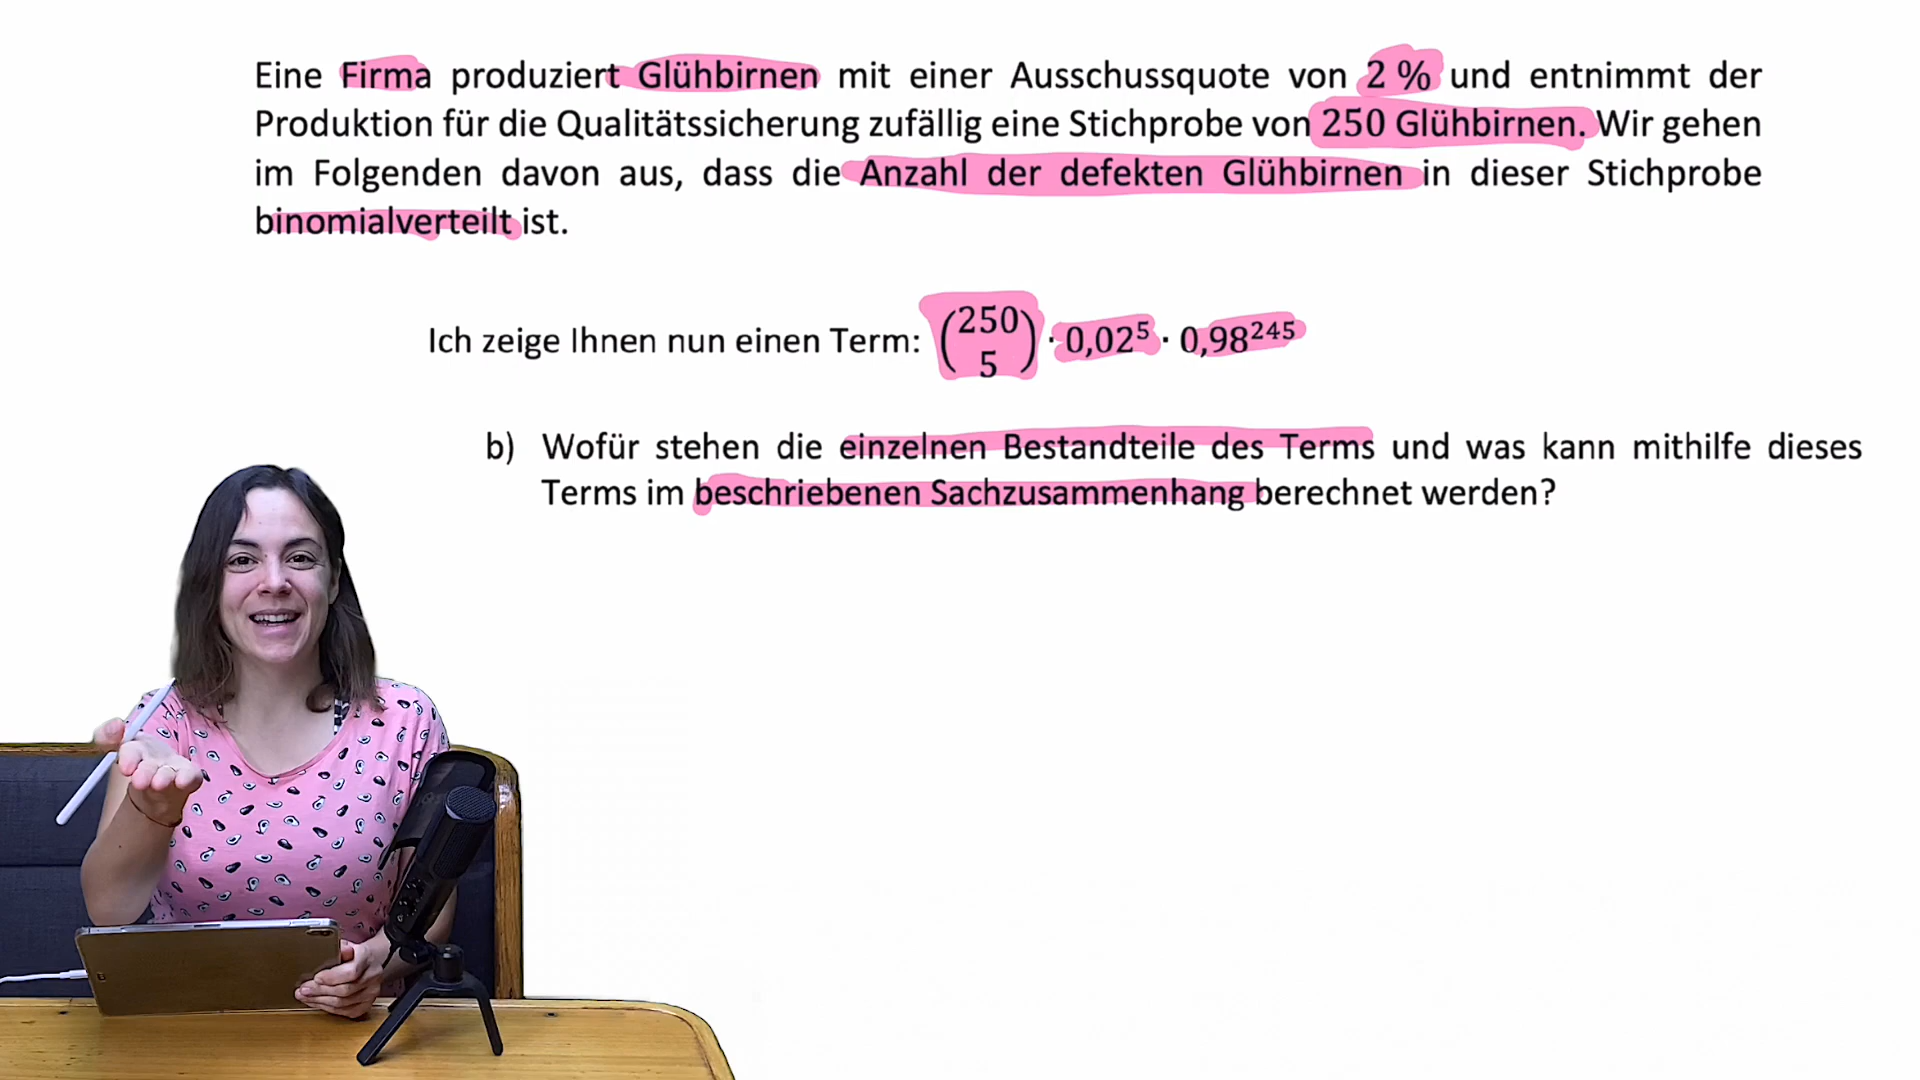 Eine Firma produziert Glühbirnen mit einer Ausschussquote von 2 % und entnimmt der
Produktion für die Qualitätssicherung zufällig eine Stichprobe von 250 Glühbirnen. Wir gehen
im Folgenden davon aus, dass die Anzahl der defekten Glühbirnen in dieser Stichprobe
binomialverteilt ist.
Ich zeige Ihnen nun einen Term: (250 5) · 0,02⁵ · 0,98²⁴⁵
b) Wofür stehen die einzelnen Bestandteile des Terms und was kann mithilfe dieses
Terms im beschriebenen Sachzusammenhang berechnet werden?